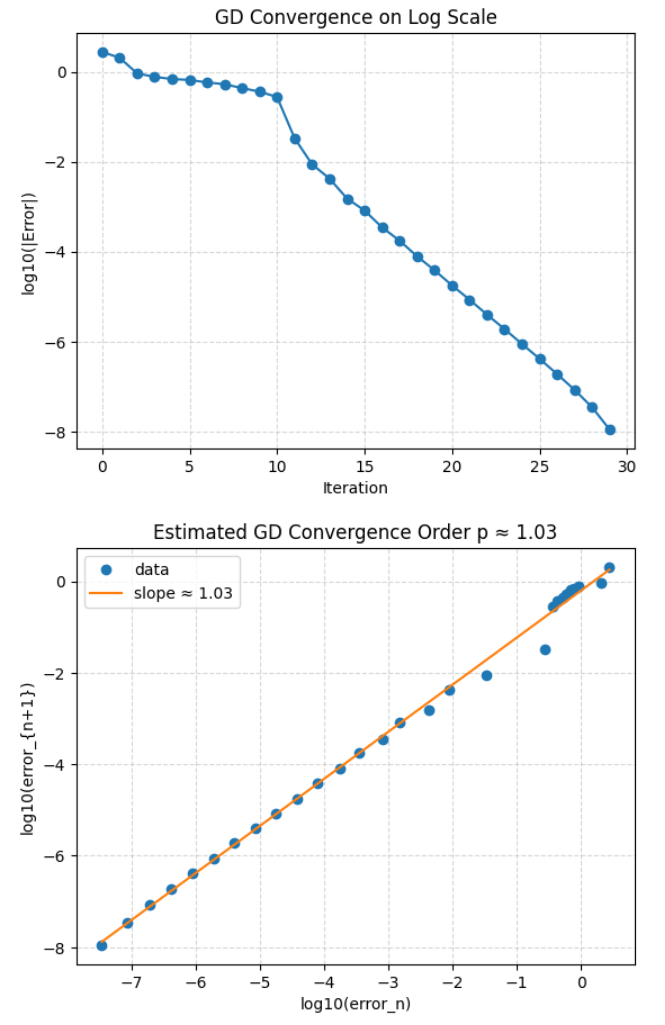 GD Convergence on Log Scale
log10(|Error|)
0
−2
−4
−6
−8
0 5 10 15 20 25 30
Iteration
Estimated GD Convergence Order p ≈ 1.03
data
slope ≈ 1.03
log10(error_{n+1})
0
−2
−4
−6
−8
−7 −6 −5 −4 −3 −2 −1 0
log10(error_n)